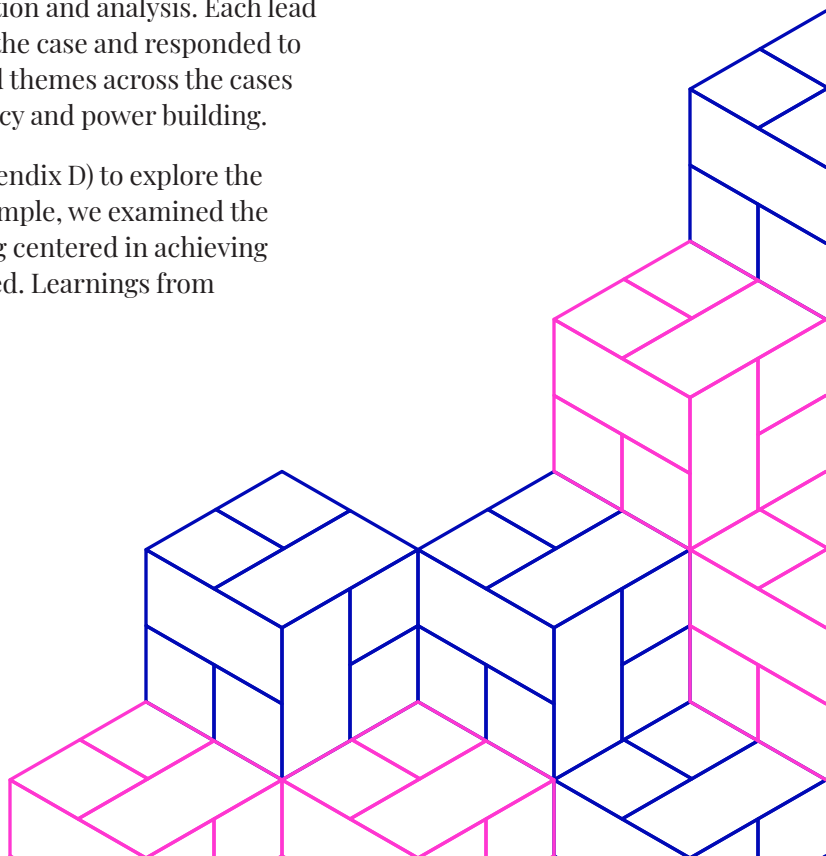 tion and analysis. Each lead
the case and responded to
l themes across the cases
cy and power building.
endix D) to explore the
mple, we examined the
g centered in achieving
ed. Learnings from